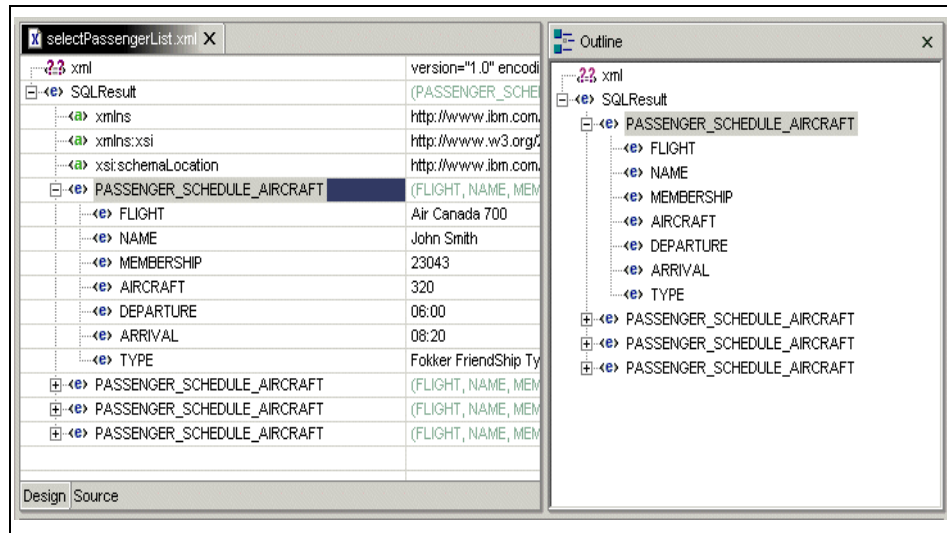 selectPassengerList.xml X
?-? xml version="1.0" encodi
<e> SQLResult (PASSENGER_SCHE
<a> xmlns http://www.ibm.com.
<a> xmlns:xsi http://www.w3.org/2
<a> xsi:schemaLocation http://www.ibm.com.
<e> PASSENGER_SCHEDULE_AIRCRAFT (FLIGHT, NAME, MEM
<e> FLIGHT Air Canada 700
<e> NAME John Smith
<e> MEMBERSHIP 23043
<e> AIRCRAFT 320
<e> DEPARTURE 06:00
<e> ARRIVAL 08:20
<e> TYPE Fokker FriendShip Ty
<e> PASSENGER_SCHEDULE_AIRCRAFT (FLIGHT, NAME, MEM
<e> PASSENGER_SCHEDULE_AIRCRAFT (FLIGHT, NAME, MEM
<e> PASSENGER_SCHEDULE_AIRCRAFT (FLIGHT, NAME, MEM
Design Source
Outline X
?-? xml
<e> SQLResult
<e> PASSENGER_SCHEDULE_AIRCRAFT
<e> FLIGHT
<e> NAME
<e> MEMBERSHIP
<e> AIRCRAFT
<e> DEPARTURE
<e> ARRIVAL
<e> TYPE
<e> PASSENGER_SCHEDULE_AIRCRAFT
<e> PASSENGER_SCHEDULE_AIRCRAFT
<e> PASSENGER_SCHEDULE_AIRCRAFT